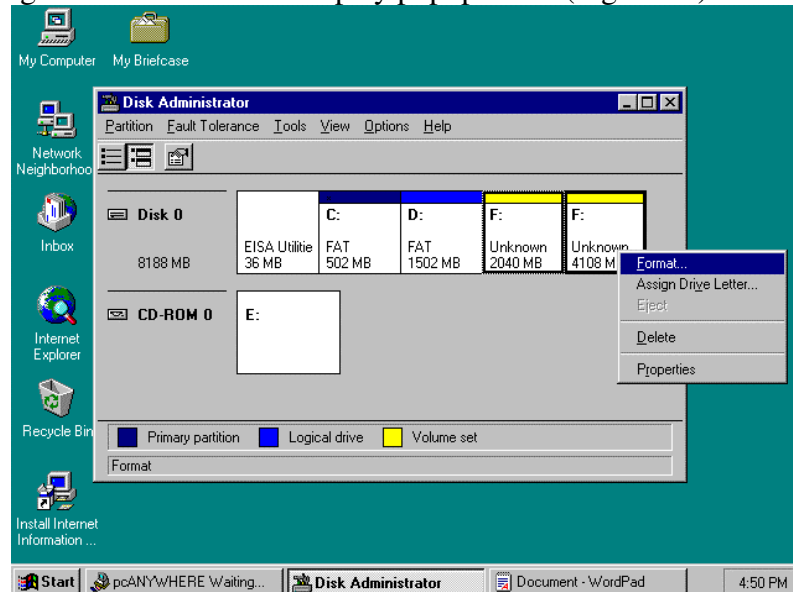 My Computer
My Briefcase
Disk Administrator
Partition Fault Tolerance Tools View Options Help
Network
Neighborhoo
Inbox
Internet
Explorer
Recycle Bin
Install Internet
Information ...
Disk 0
8188 MB
EISA Utilitie
36 MB
C:
FAT
502 MB
D:
FAT
1502 MB
F:
Unknown
2040 MB
F:
Unknown
4108 M
Format...
Assign Drive Letter...
Eject
Delete
Properties
CD-ROM 0
E:
Primary partition
Logical drive
Volume set
Format
Start
pcANYWHERE Waiting...
Disk Administrator
Document - WordPad
4:50 PM